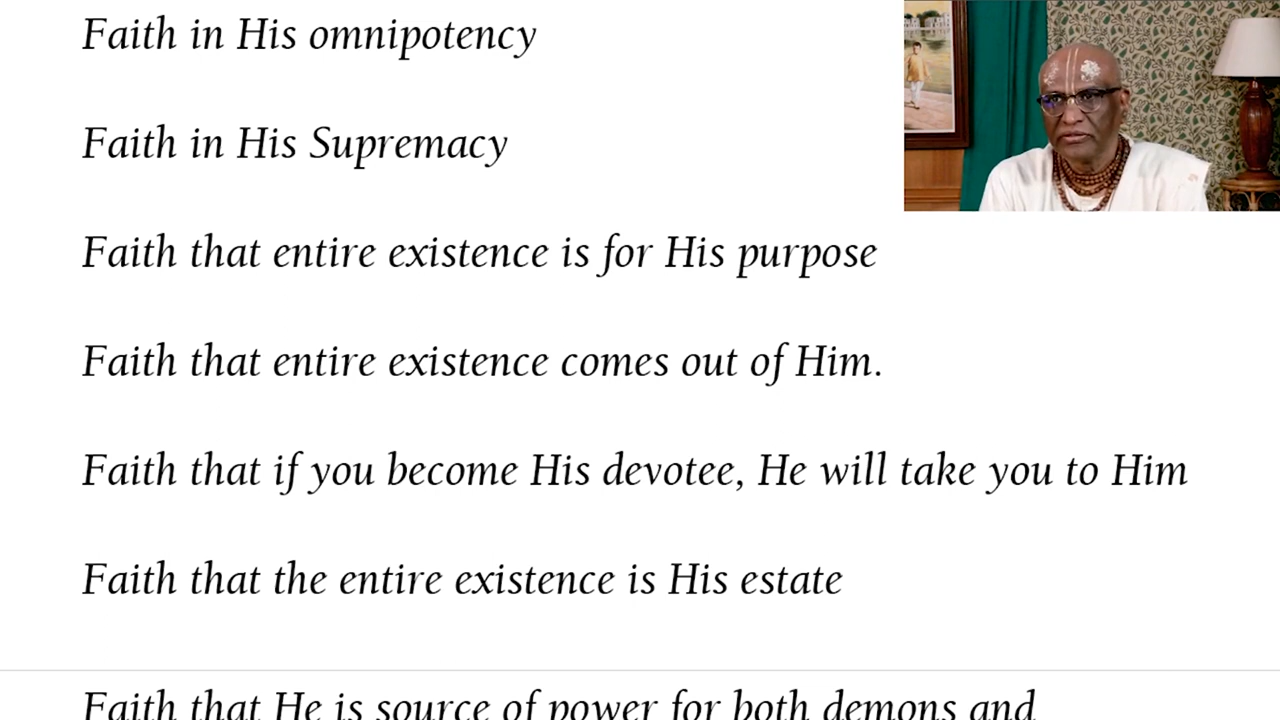 Faith in His omnipotency
Faith in His Supremacy
Faith that entire existence is for His purpose
Faith that entire existence comes out of Him.
Faith that if you become His devotee, He will take you to Him
Faith that the entire existence is His estate
Faith that He is source of power for both demons and